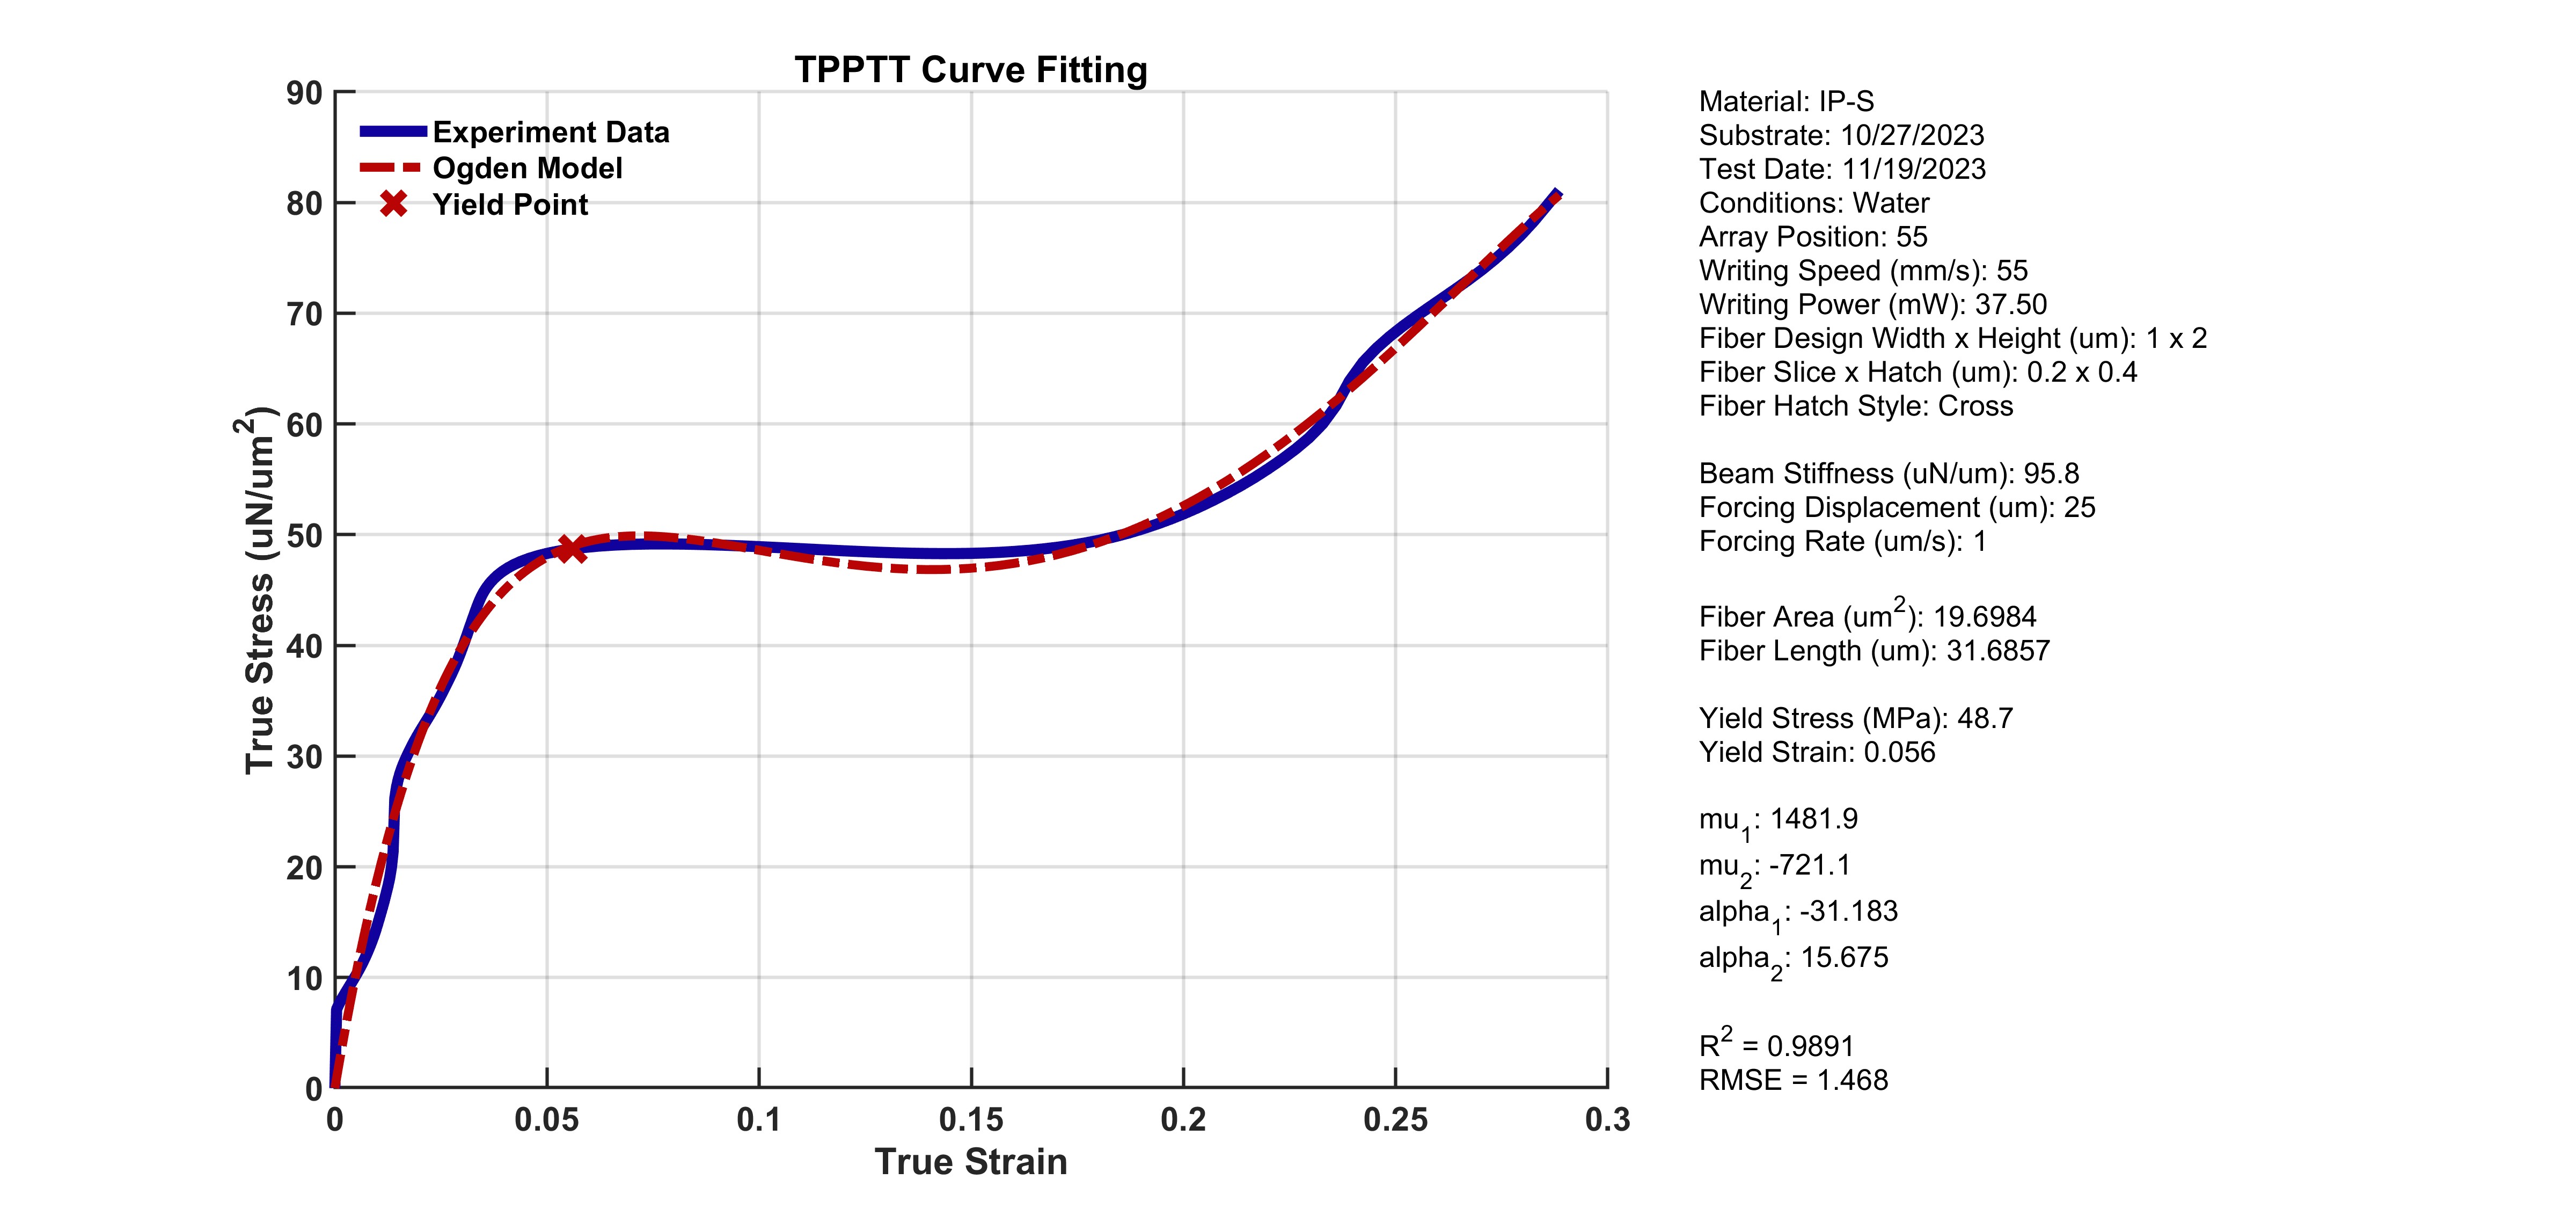 TPPTT Curve Fitting
90
80
70
60
50
40
30
20
10
0
True Stress (uN/um²)
Experiment Data
Ogden Model
Yield Point
0
0.05
0.1
0.15
0.2
0.25
0.3
True Strain
Material: IP-S
Substrate: 10/27/2023
Test Date: 11/19/2023
Conditions: Water
Array Position: 55
Writing Speed (mm/s): 55
Writing Power (mW): 37.50
Fiber Design Width x Height (um): 1 x 2
Fiber Slice x Hatch (um): 0.2 x 0.4
Fiber Hatch Style: Cross
Beam Stiffness (uN/um): 95.8
Forcing Displacement (um): 25
Forcing Rate (um/s): 1
Fiber Area (um²): 19.6984
Fiber Length (um): 31.6857
Yield Stress (MPa): 48.7
Yield Strain: 0.056
mu₁: 1481.9
mu₂: -721.1
alpha₁: -31.183
alpha₂: 15.675
R² = 0.9891
RMSE = 1.468